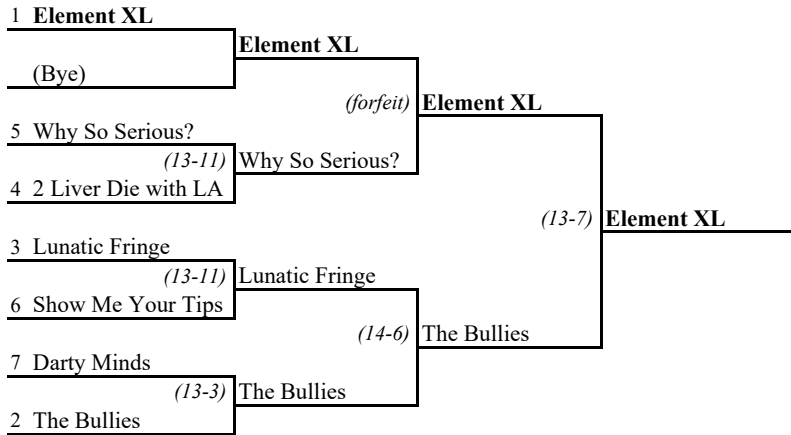 1 Element XL
Element XL
(Bye)
(forfeit) Element XL
5 Why So Serious?
(13-11) Why So Serious?
4 2 Liver Die with LA
(13-7) Element XL
3 Lunatic Fringe
(13-11) Lunatic Fringe
6 Show Me Your Tips
(14-6) The Bullies
7 Darty Minds
(13-3) The Bullies
2 The Bullies